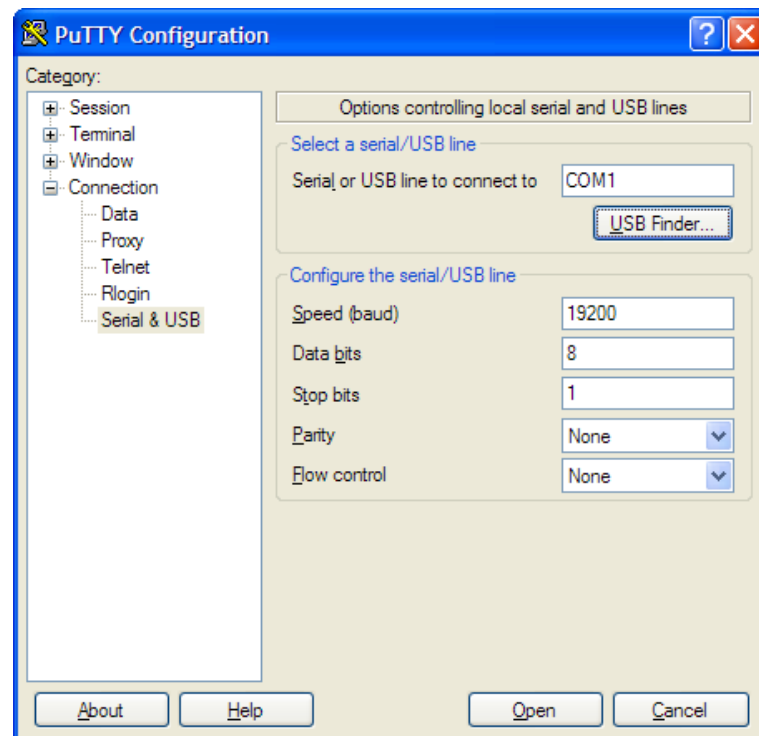 PuTTY Configuration
Category:
Session
Terminal
Window
Connection
Data
Proxy
Telnet
Rlogin
Serial & USB
Options controlling local serial and USB lines
Select a serial/USB line
Serial or USB line to connect to COM1
USB Finder...
Configure the serial/USB line
Speed (baud) 19200
Data bits 8
Stop bits 1
Parity None
Flow control None
About Help Open Cancel